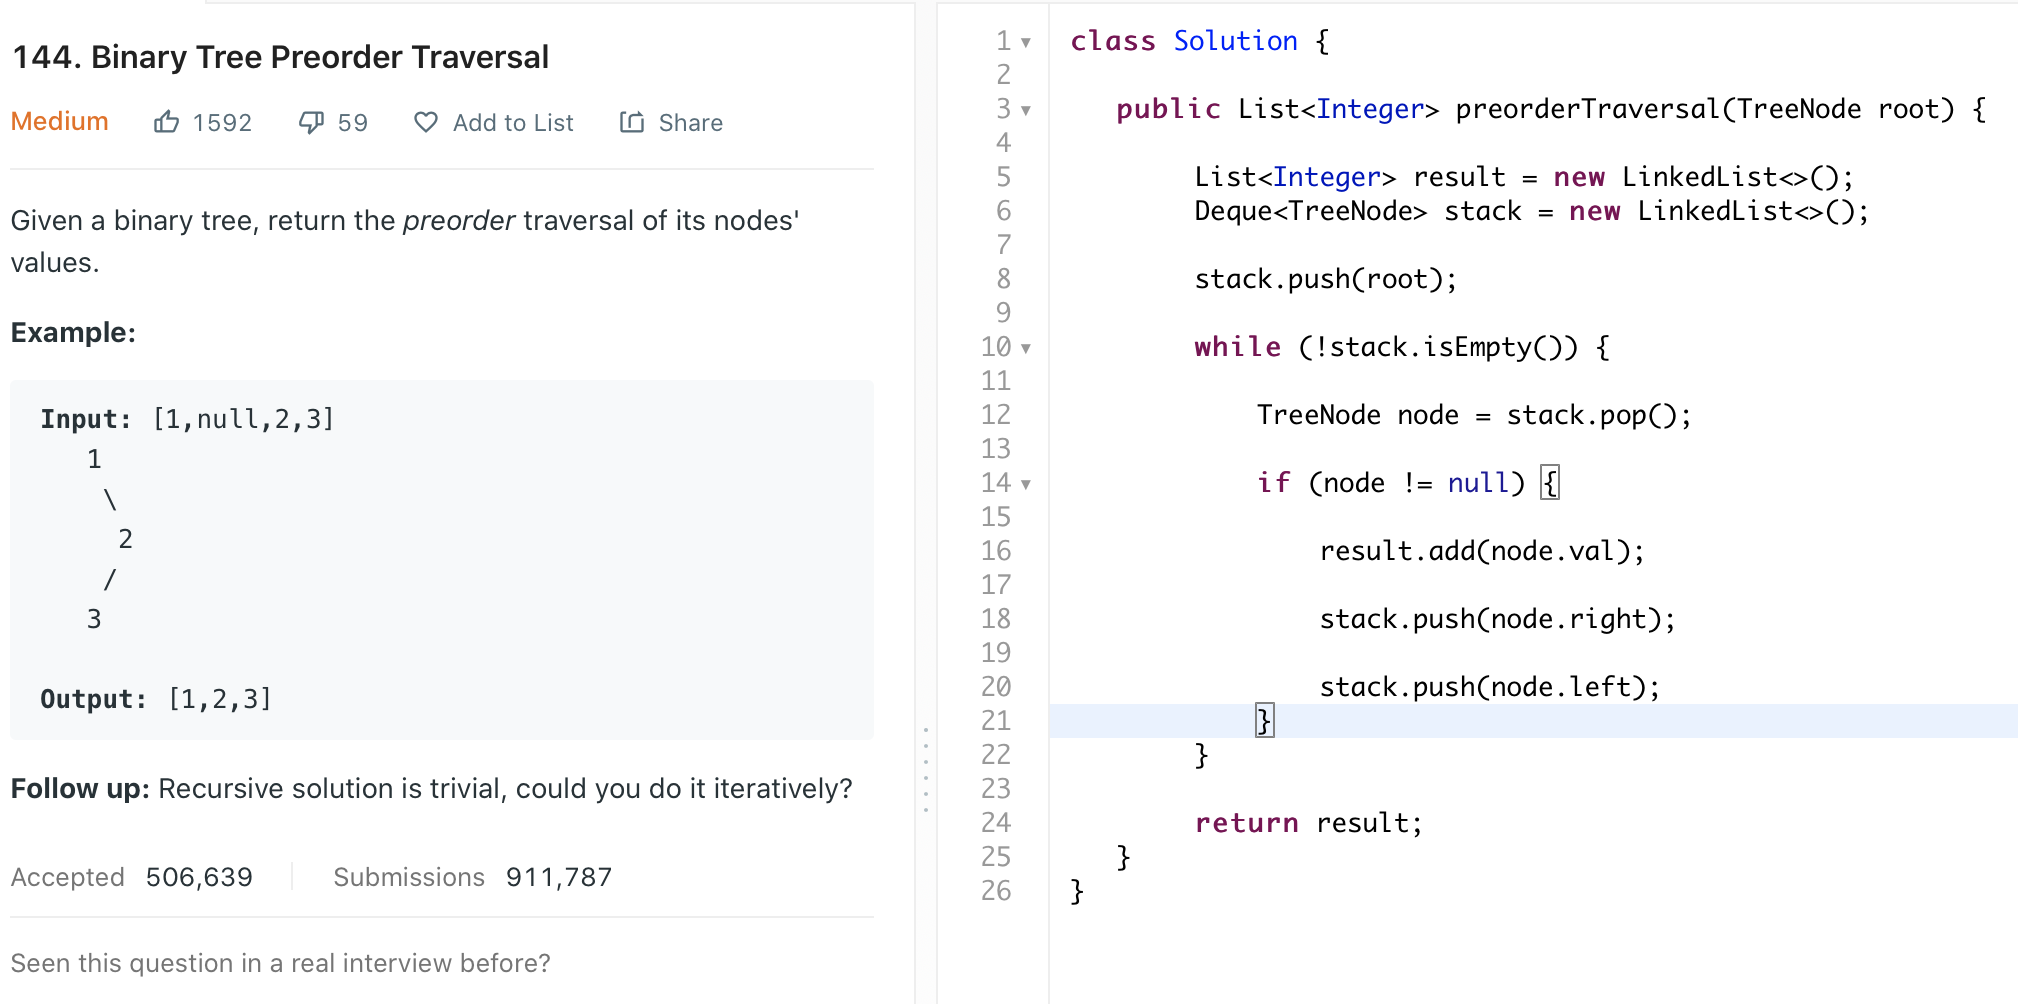 144. Binary Tree Preorder Traversal
Medium 1592 59 Add to List Share
Given a binary tree, return the preorder traversal of its nodes'
values.
Example:
Input: [1,null,2,3]
1
\
2
/
3
Output: [1,2,3]
Follow up: Recursive solution is trivial, could you do it iteratively?
Accepted 506,639 Submissions 911,787
Seen this question in a real interview before?
1 class Solution {
2
3 public List<Integer> preorderTraversal(TreeNode root) {
4
5 List<Integer> result = new LinkedList<>();
6 Deque<TreeNode> stack = new LinkedList<>();
7
8 stack.push(root);
9
10 while (!stack.isEmpty()) {
11
12 TreeNode node = stack.pop();
13
14 if (node != null) {
15
16 result.add(node.val);
17
18 stack.push(node.right);
19
20 stack.push(node.left);
21 }
22 }
23
24 return result;
25 }
26 }